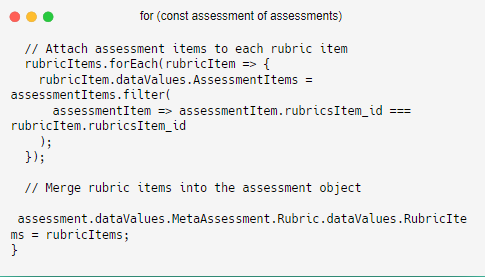 for (const assessment of assessments)
// Attach assessment items to each rubric item
rubricItems.forEach(rubricItem => {
rubricItem.dataValues.AssessmentItems =
assessmentItems.filter(
assessmentItem => assessmentItem.rubricsItem_id ===
rubricItem.rubricsItem_id
);
});
// Merge rubric items into the assessment object
assessment.dataValues.MetaAssessment.Rubric.dataValues.RubricIte
ms = rubricItems;
}